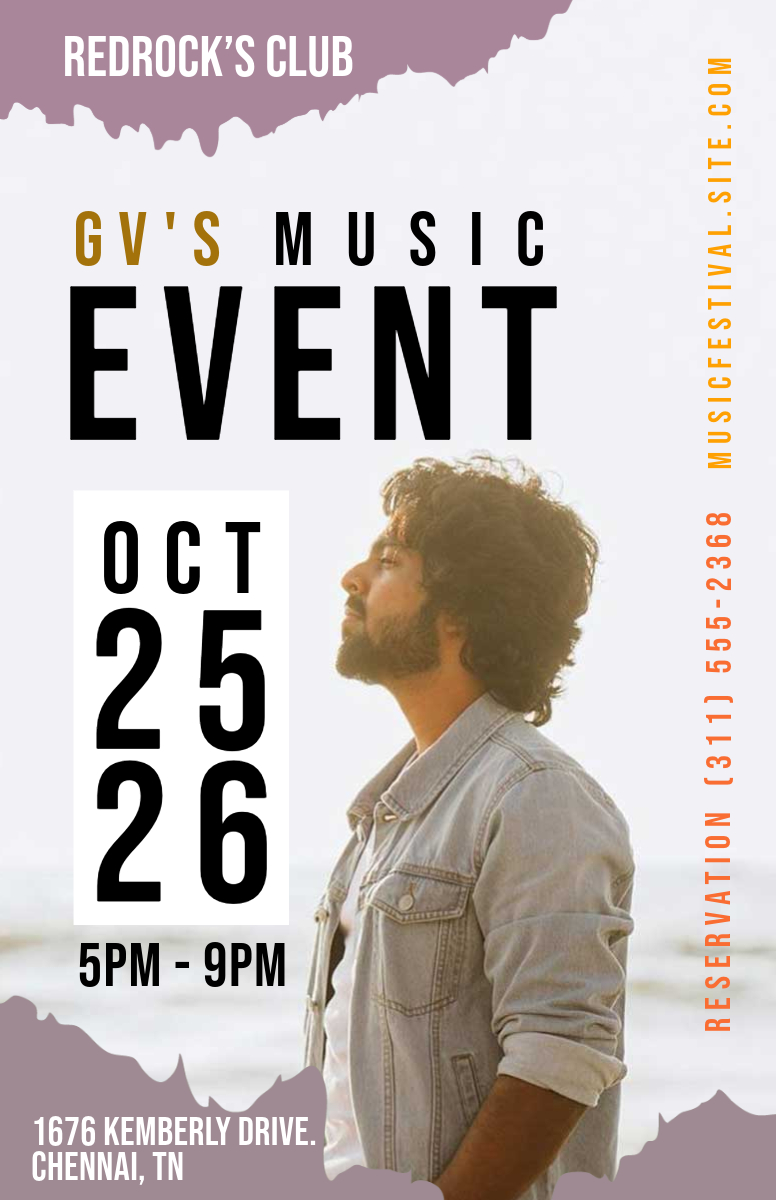 REDROCK’S CLUB
GV'S MUSIC
EVENT
OCT
25
26
5PM - 9PM
1676 KEMBERLY DRIVE.
CHENNAI, TN
RESERVATION (311) 555-2368 MUSICFESTIVAL.SITE.COM